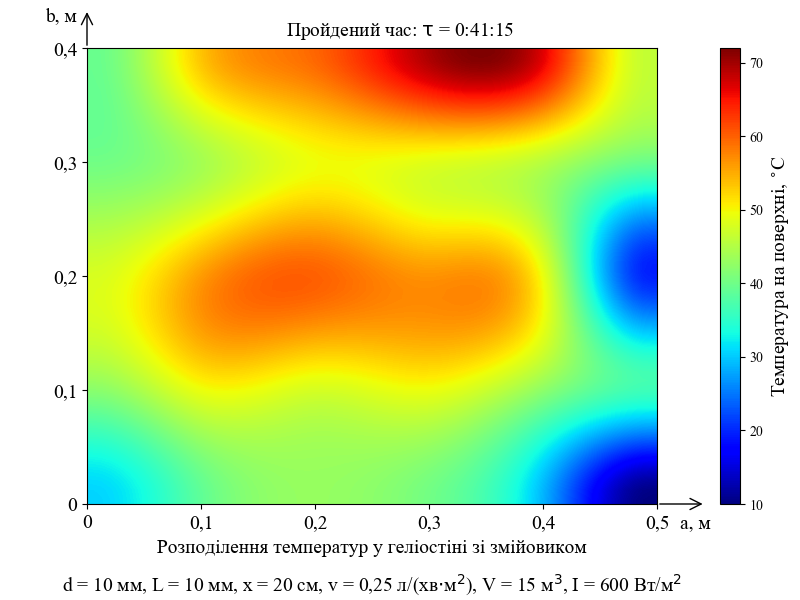 b, м
Пройдений час: τ = 0:41:15
0,4
0,3
0,2
0,1
0
0 0,1 0,2 0,3 0,4 0,5 a, м
70
60
50
40
30
20
10
Температура на поверхні, °C
Розподілення температур у геліостіні зі змійовиком
d = 10 мм, L = 10 мм, x = 20 см, v = 0,25 л/(хв·м²), V = 15 м³, I = 600 Вт/м²